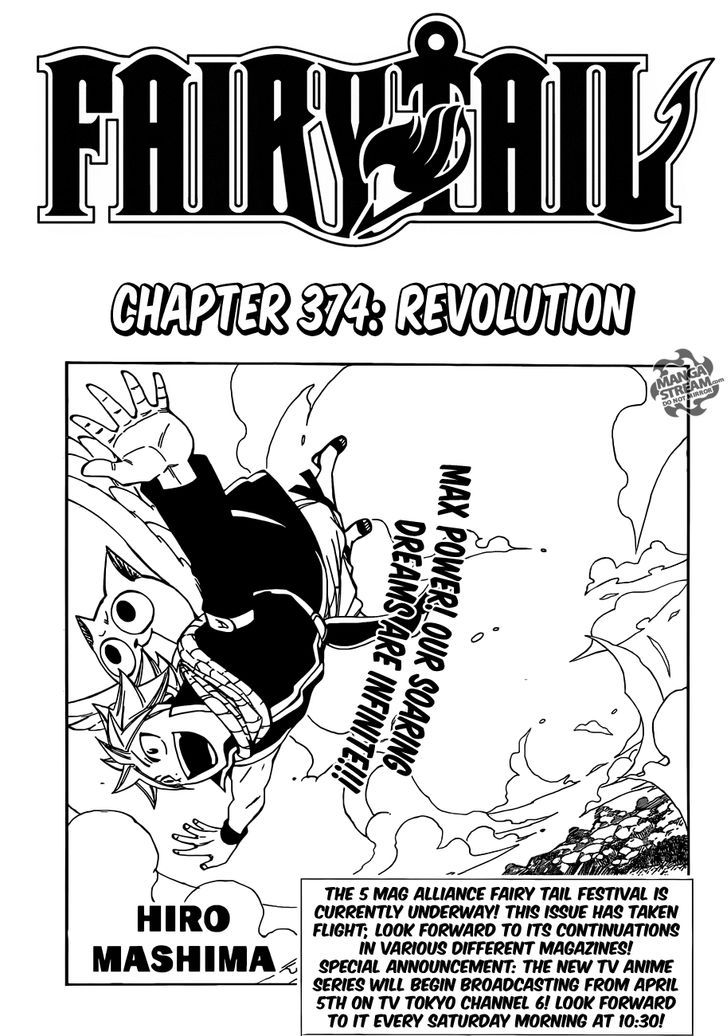 FAIRY TAIL
CHAPTER 374: REVOLUTION
MANGA
STREAM.com
DO NOT MIRROR
MAX POWER! OUR SOARING
DREAMS ARE INFINITE!!!
HIRO
MASHIMA
THE 5 MAG ALLIANCE FAIRY TAIL FESTIVAL IS
CURRENTLY UNDERWAY! THIS ISSUE HAS TAKEN
FLIGHT; LOOK FORWARD TO ITS CONTINUATIONS
IN VARIOUS DIFFERENT MAGAZINES!
SPECIAL ANNOUNCEMENT: THE NEW TV ANIME
SERIES WILL BEGIN BROADCASTING FROM APRIL
5TH ON TV TOKYO CHANNEL 6! LOOK FORWARD
TO IT EVERY SATURDAY MORNING AT 10:30!